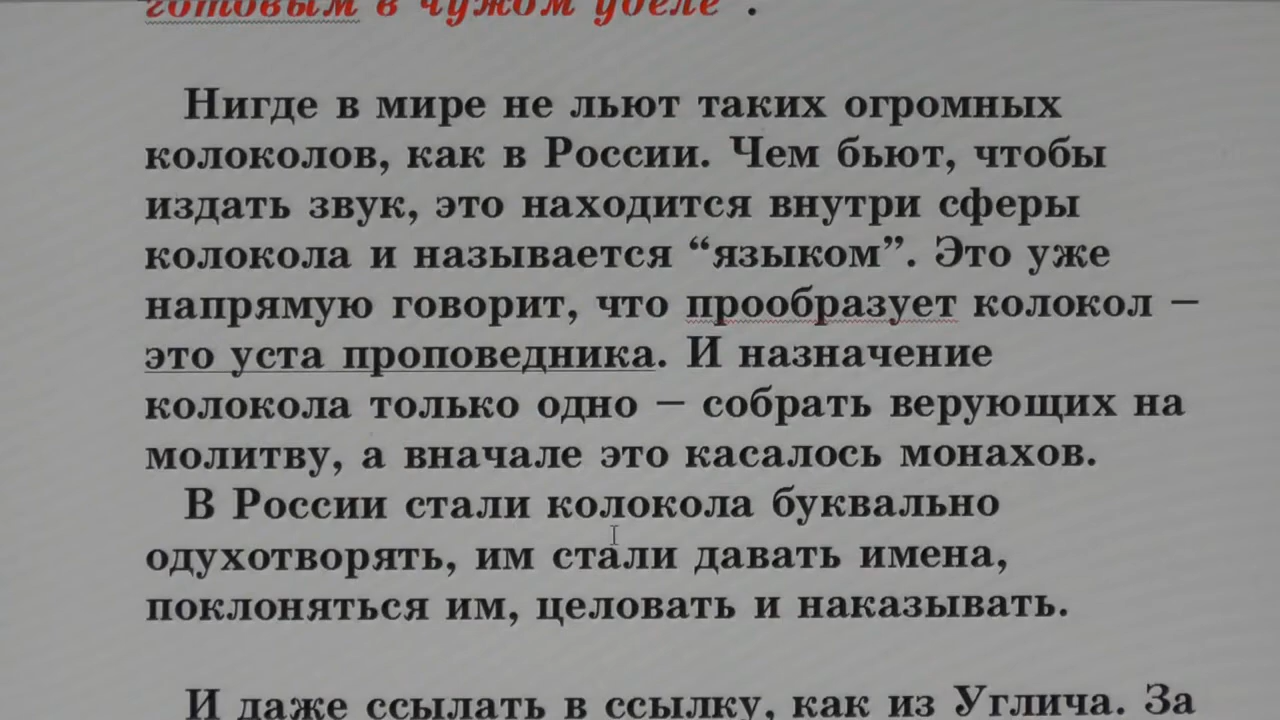 готовым в чужом уделе".
Нигде в мире не льют таких огромных
колоколов, как в России. Чем бьют, чтобы
издать звук, это находится внутри сферы
колокола и называется “языком”. Это уже
напрямую говорит, что прообразует колокол –
это уста проповедника. И назначение
колокола только одно – собрать верующих на
молитву, а вначале это касалось монахов.
В России стали колокола буквально
одухотворять, им стали давать имена,
поклоняться им, целовать и наказывать.
И даже ссылать в ссылку, как из Углича. За